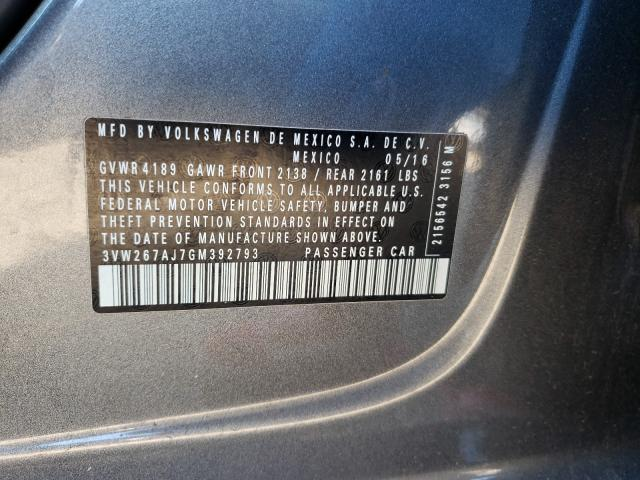 MFD BY VOLKSWAGEN DE MEXICO S.A. DE C.V.
MEXICO 05/16
GVWR 4189 GAWR FRONT 2138 / REAR 2161 LBS
THIS VEHICLE CONFORMS TO ALL APPLICABLE U.S.
FEDERAL MOTOR VEHICLE SAFETY, BUMPER AND
THEFT PREVENTION STANDARDS IN EFFECT ON
THE DATE OF MANUFACTURE SHOWN ABOVE.
3VW267AJ7GM392793 PASSENGER CAR
2156542 3156 M